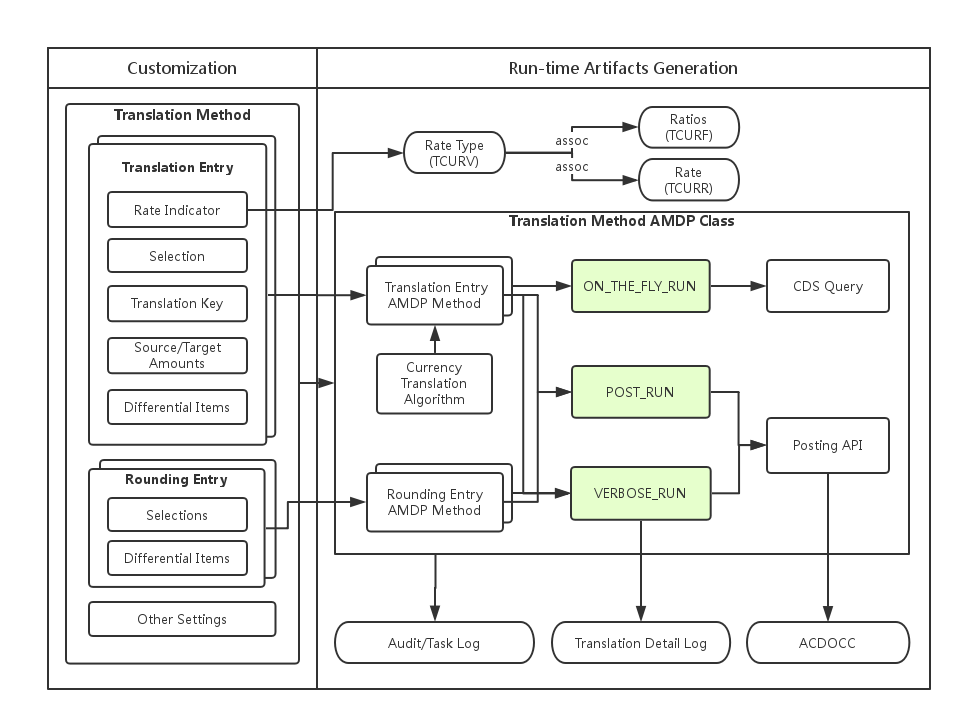 Customization
Run-time Artifacts Generation
Translation Method
Translation Entry
Rate Indicator
Selection
Translation Key
Source/Target
Amounts
Differential Items
Rounding Entry
Selections
Differential Items
Other Settings
Rate Type
(TCURV)
assoc
assoc
Ratios
(TCURF)
Rate
(TCURR)
Translation Method AMDP Class
Translation Entry
AMDP Method
ON_THE_FLY_RUN
CDS Query
Currency
Translation
Algorithm
POST_RUN
Posting API
Rounding Entry
AMDP Method
VERBOSE_RUN
Audit/Task Log
Translation Detail Log
ACDOCC